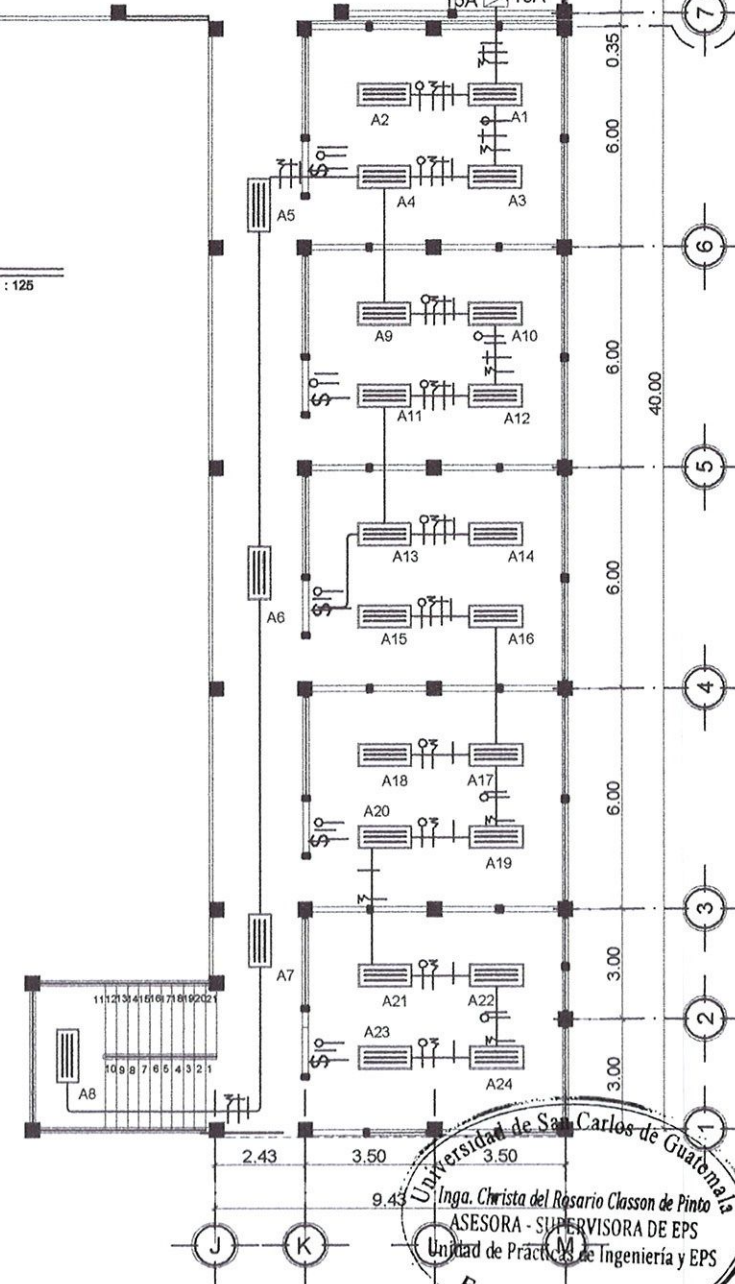 15A
7
0.35
A2
A1
6.00
A5
A4
A3
6
: 125
A9
A10
6.00
40.00
A11
A12
5
A13
A14
6.00
A6
A15
A16
4
A18
A17
6.00
A20
A19
3
A7
A21
A22
3.00
11 12 13 14 15 16 17 18 19 20 21
2
A23
10 9 8 7 6 5 4 3 2 1
A8
A24
3.00
1
2.43
3.50
3.50
9.43
Universidad de San Carlos de Guatemala
Inga. Christa del Rosario Classon de Pinto
ASESORA - SUPERVISORA DE EPS
Unidad de Prácticas de Ingeniería y EPS
J
K
L
M